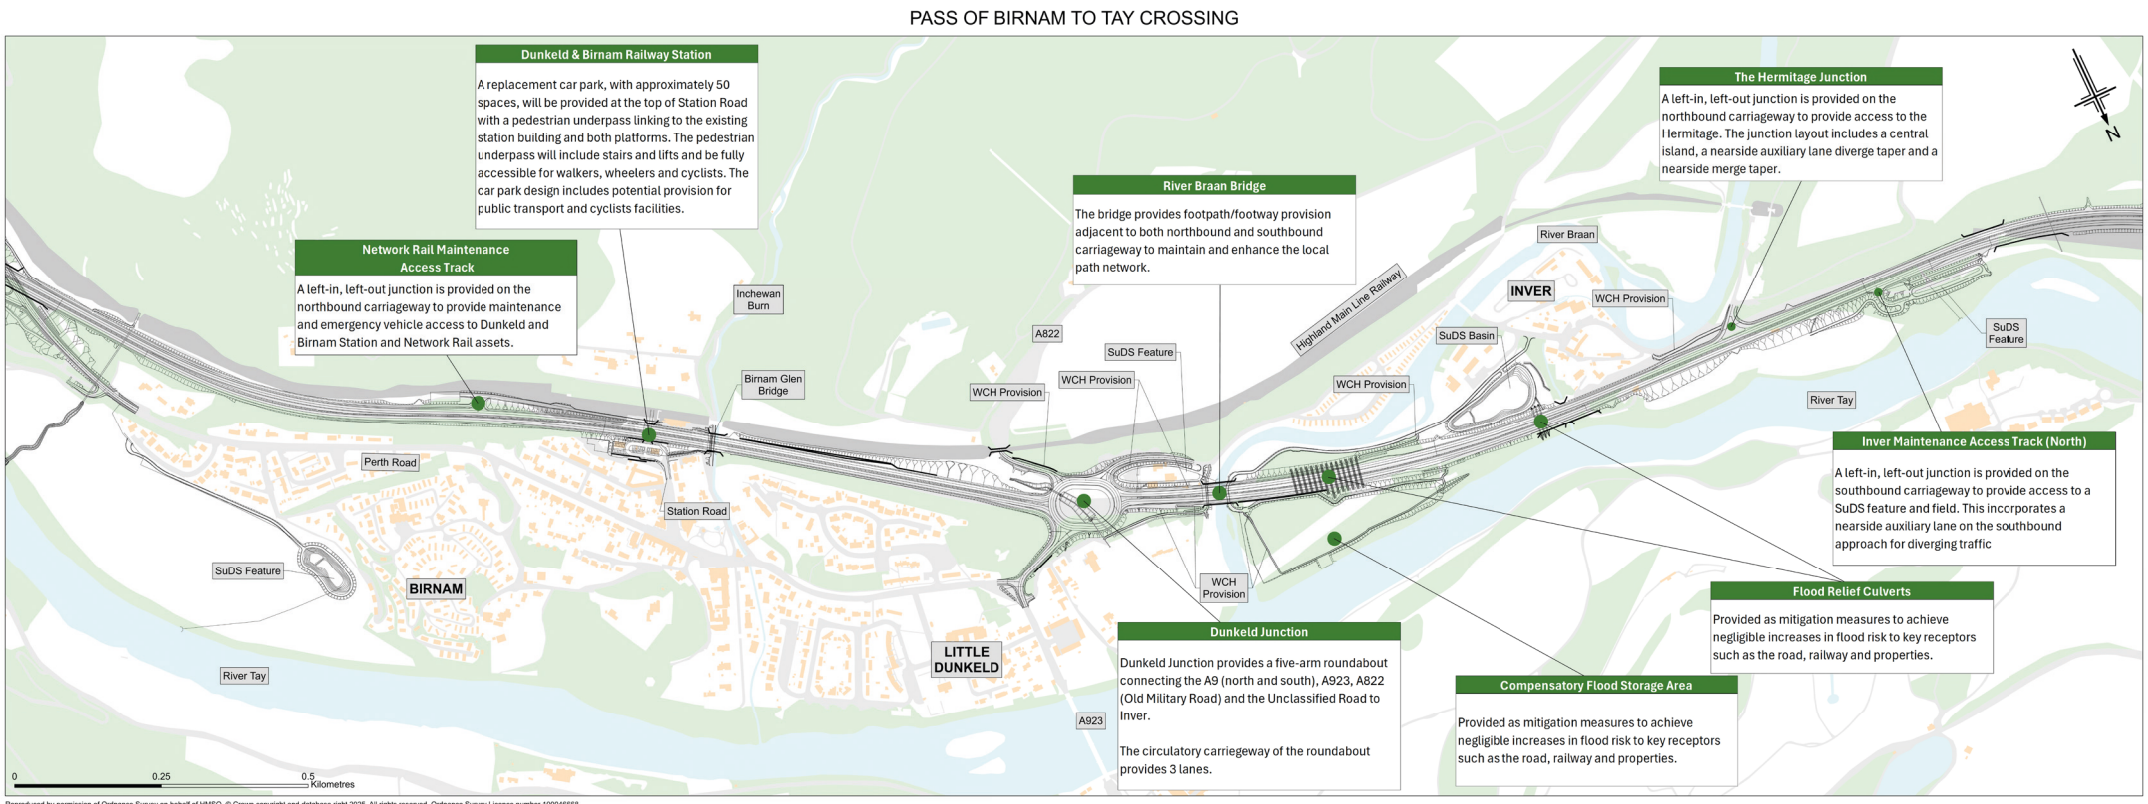 PASS OF BIRNAM TO TAY CROSSING
Dunkeld & Birnam Railway Station
A replacement car park, with approximately 50
spaces, will be provided at the top of Station Road
with a pedestrian underpass linking to the existing
station building and both platforms. The pedestrian
underpass will include stairs and lifts and be fully
accessible for walkers, wheelers and cyclists. The
car park design includes potential provision for
public transport and cyclists facilities.
The Hermitage Junction
A left-in, left-out junction is provided on the
northbound carriageway to provide access to the
Hermitage. The junction layout includes a central
island, a nearside auxiliary lane diverge taper and a
nearside merge taper.
N
River Braan Bridge
The bridge provides footpath/footway provision
adjacent to both northbound and southbound
carriageway to maintain and enhance the local
path network.
Network Rail Maintenance
Access Track
A left-in, left-out junction is provided on the
northbound carriageway to provide maintenance
and emergency vehicle access to Dunkeld and
Birnam Station and Network Rail assets.
River Braan
INVER
WCH Provision
Inchewan
Burn
A822
Highland Main Line Railway
SuDS Basin
SuDS
Feature
SuDS Feature
WCH Provision
WCH Provision
WCH Provision
Birnam Glen
Bridge
River Tay
Perth Road
Station Road
Inver Maintenance Access Track (North)
A left-in, left-out junction is provided on the
southbound carriageway to provide access to a
SuDS feature and field. This incorporates a
nearside auxiliary lane on the southbound
approach for diverging traffic
SuDS Feature
BIRNAM
WCH
Provision
Flood Relief Culverts
Provided as mitigation measures to achieve
negligible increases in flood risk to key receptors
such as the road, railway and properties.
LITTLE
DUNKELD
Dunkeld Junction
Dunkeld Junction provides a five-arm roundabout
connecting the A9 (north and south), A923, A822
(Old Military Road) and the Unclassified Road to
Inver.
The circulatory carriegeway of the roundabout
provides 3 lanes.
River Tay
A923
Compensatory Flood Storage Area
Provided as mitigation measures to achieve
negligible increases in flood risk to key receptors
such as the road, railway and properties.
0 0.25 0.5
Kilometres